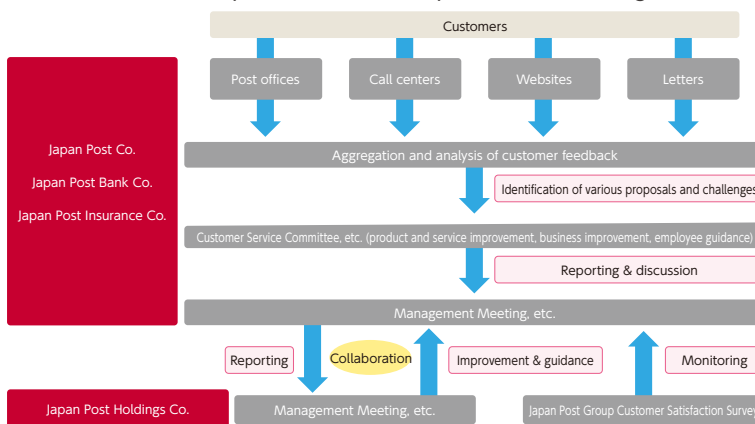 Customers
Post offices
Call centers
Websites
Letters
Japan Post Co.
Japan Post Bank Co.
Japan Post Insurance Co.
Aggregation and analysis of customer feedback
Identification of various proposals and challenges
Customer Service Committee, etc. (product and service improvement, business improvement, employee guidance)
Reporting & discussion
Management Meeting, etc.
Reporting
Collaboration
Improvement & guidance
Monitoring
Japan Post Holdings Co.
Management Meeting, etc.
Japan Post Group Customer Satisfaction Survey